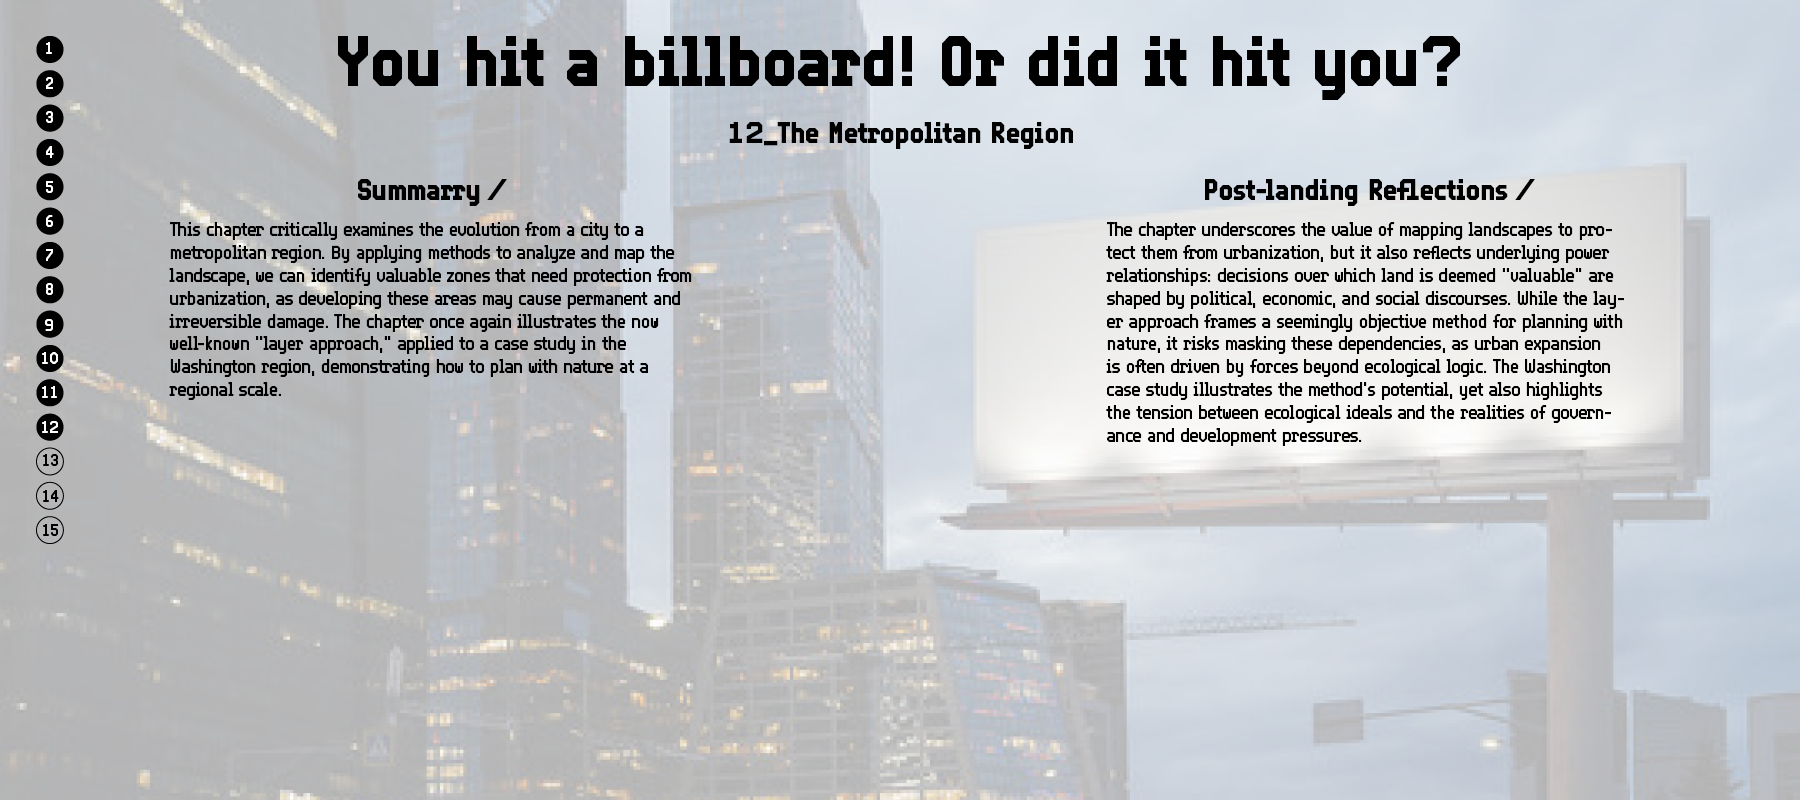 You hit a billboard! Or did it hit you?
12_The Metropolitan Region
1
2
3
4
5
6
7
8
9
10
11
12
13
14
15
Summarry /
This chapter critically examines the evolution from a city to a
metropolitan region. By applying methods to analyze and map the
landscape, we can identify valuable zones that need protection from
urbanization, as developing these areas may cause permanent and
irreversible damage. The chapter once again illustrates the now
well-known "layer approach," applied to a case study in the
Washington region, demonstrating how to plan with nature at a
regional scale.
Post-landing Reflections /
The chapter underscores the value of mapping landscapes to pro-
tect them from urbanization, but it also reflects underlying power
relationships: decisions over which land is deemed "valuable" are
shaped by political, economic, and social discourses. While the lay-
er approach frames a seemingly objective method for planning with
nature, it risks masking these dependencies, as urban expansion
is often driven by forces beyond ecological logic. The Washington
case study illustrates the method's potential, yet also highlights
the tension between ecological ideals and the realities of govern-
ance and development pressures.